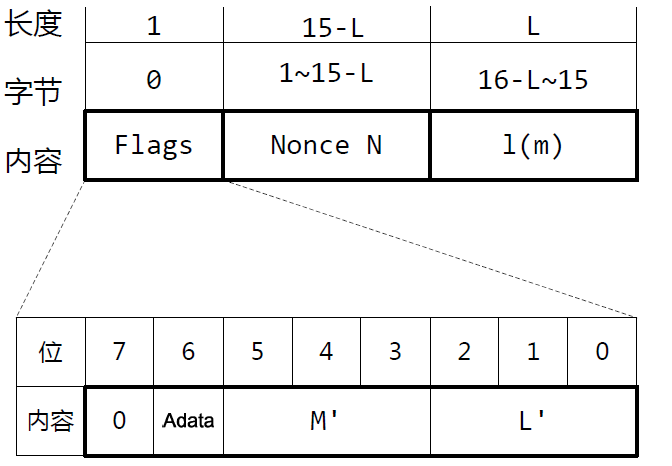 长度 1 15-L L
字节 0 1~15-L 16-L~15
内容 Flags Nonce N l(m)
位 7 6 5 4 3 2 1 0
内容 0 Adata M' L'